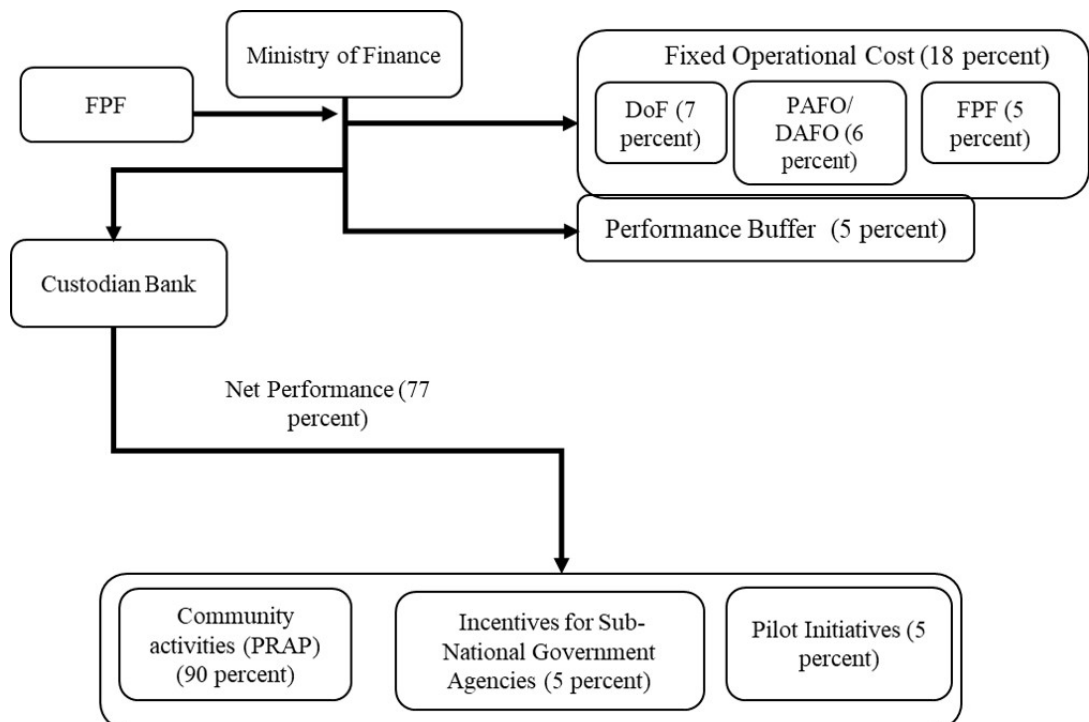 Ministry of Finance
FPF
Fixed Operational Cost (18 percent)
DoF (7
percent)
PAFO/
DAFO (6
percent)
FPF (5
percent)
Performance Buffer (5 percent)
Custodian Bank
Net Performance (77
percent)
Community
activities (PRAP)
(90 percent)
Incentives for Sub-
National Government
Agencies (5 percent)
Pilot Initiatives (5
percent)